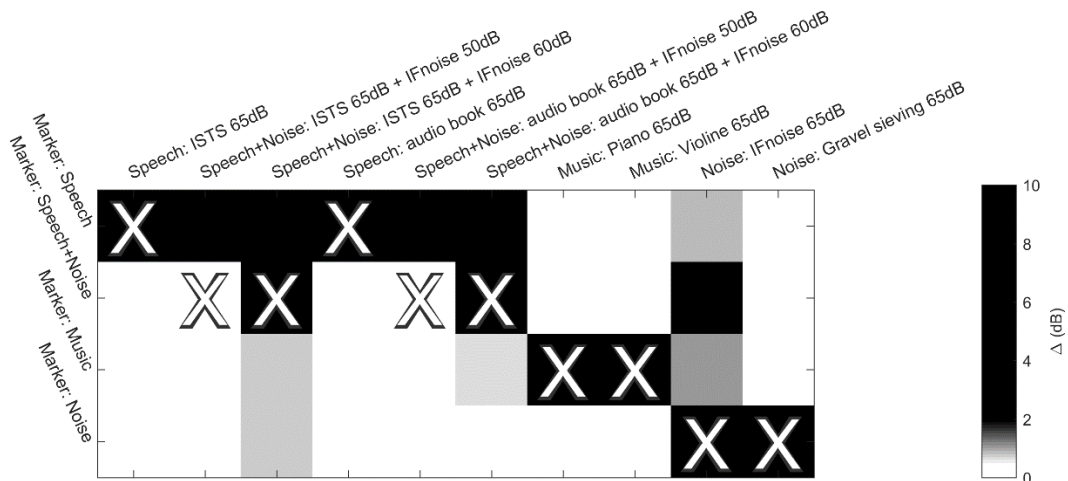 Speech: ISTS 65dB
Speech+Noise: ISTS 65dB + IFnoise 50dB
Speech+Noise: ISTS 65dB + IFnoise 60dB
Speech: audio book 65dB
Speech+Noise: audio book 65dB + IFnoise 50dB
Speech+Noise: audio book 65dB + IFnoise 60dB
Music: Piano 65dB
Music: Violine 65dB
Noise: IFnoise 65dB
Noise: Gravel sieving 65dB
Marker: Speech
Marker: Speech+Noise
Marker: Music
Marker: Noise
X X
X X X X
X X
X X
10
8
6
4
2
0
Δ (dB)